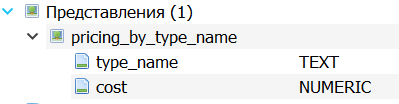 Представления (1)
pricing_by_type_name
type_name TEXT
cost NUMERIC